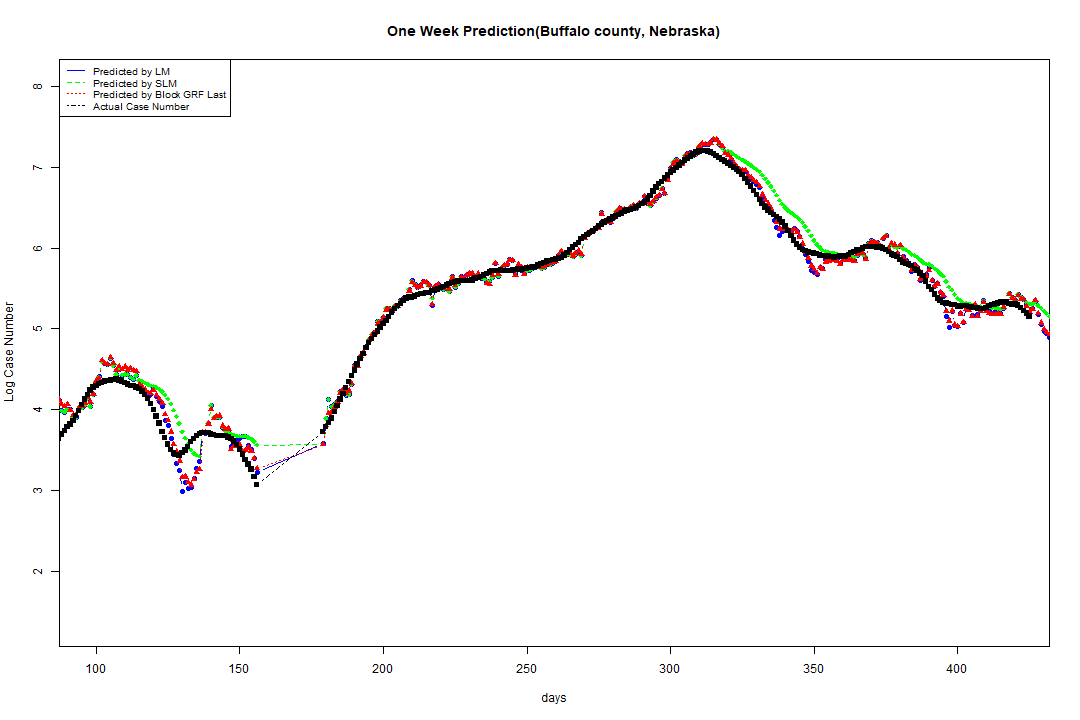 One Week Prediction(Buffalo county, Nebraska)
Predicted by LM
Predicted by SLM
Predicted by Block GRF Last
Actual Case Number
8
7
6
5
4
3
2
Log Case Number
100 150 200 250 300 350 400
days